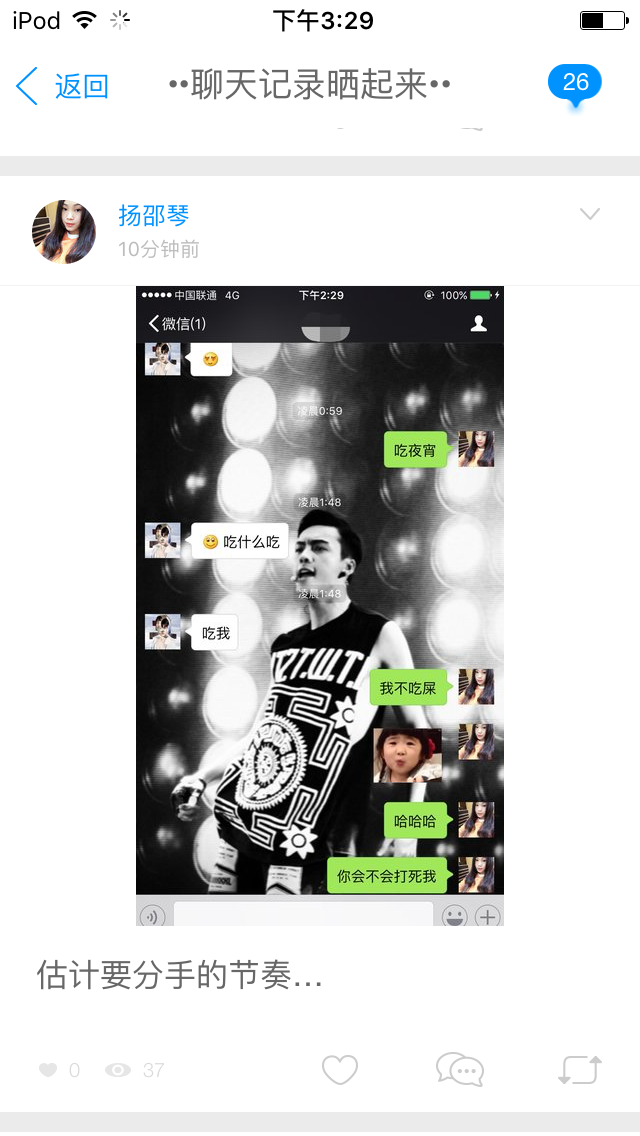 iPod 下午3:29
返回 ••聊天记录晒起来•• 26
扬邵琴
10分钟前
●●●●● 中国联通 4G 下午2:29 100%
微信(1)
凌晨0:59
吃夜宵
凌晨1:48
吃什么吃
凌晨1:48
吃我
我不吃屎
哈哈哈
你会不会打死我
估计要分手的节奏...
0 37